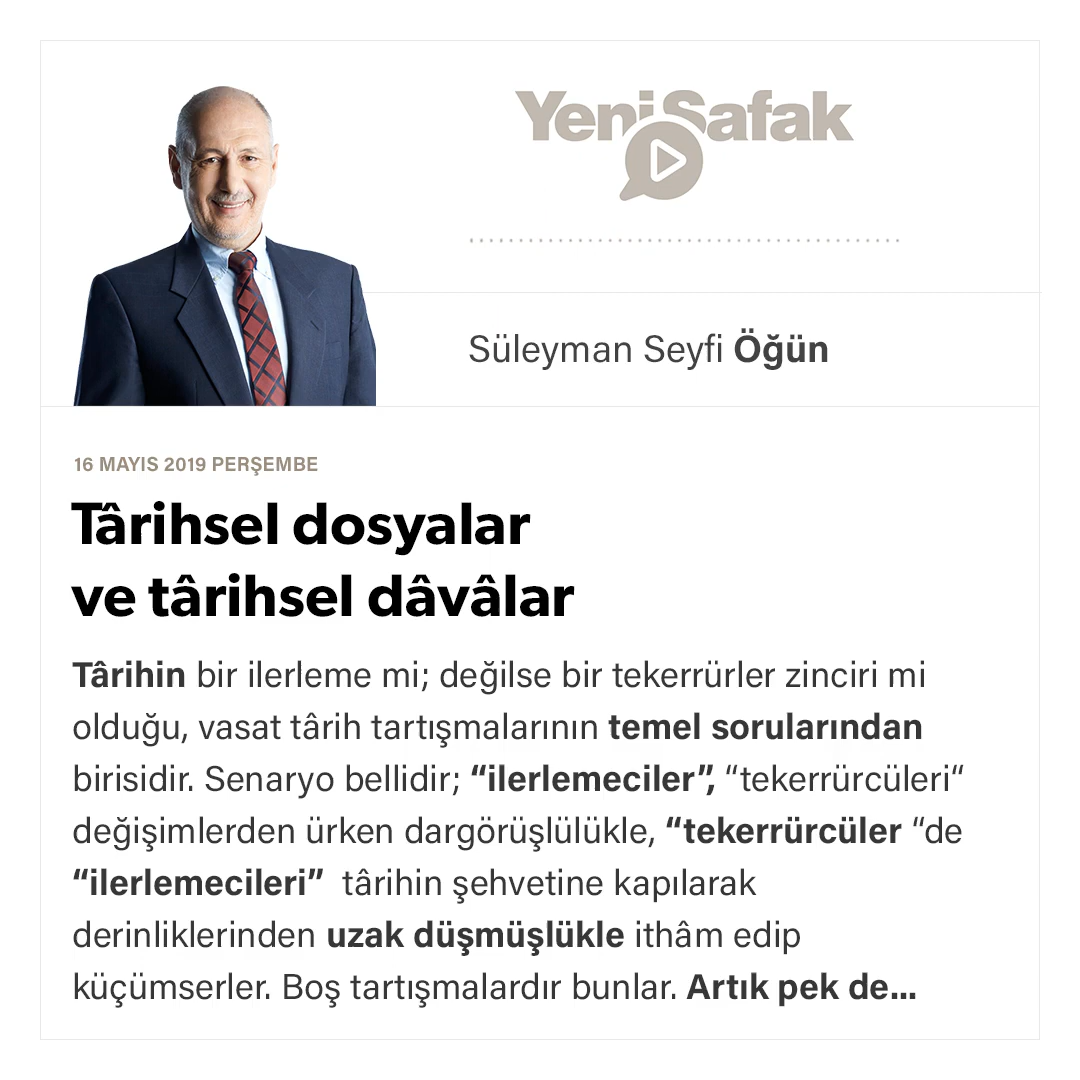 YeniSafak
Süleyman Seyfi Öğün
16 MAYIS 2019 PERŞEMBE
Târihsel dosyalar
ve târihsel dâvâlar
Târihin bir ilerleme mi; değilse bir tekerrürler zinciri mi
olduğu, vasat târih tartışmalarının temel sorularından
birisidir. Senaryo bellidir; “ilerlemeciler”, “tekerrürcüleri“
değişimlerden ürken dargörüşlülükle, “tekerrürcüler “de
“ilerlemecileri” târihin şehvetine kapılarak
derinliklerinden uzak düşmüşlükle ithâm edip
küçümserler. Boş tartışmalardır bunlar. Artık pek de...